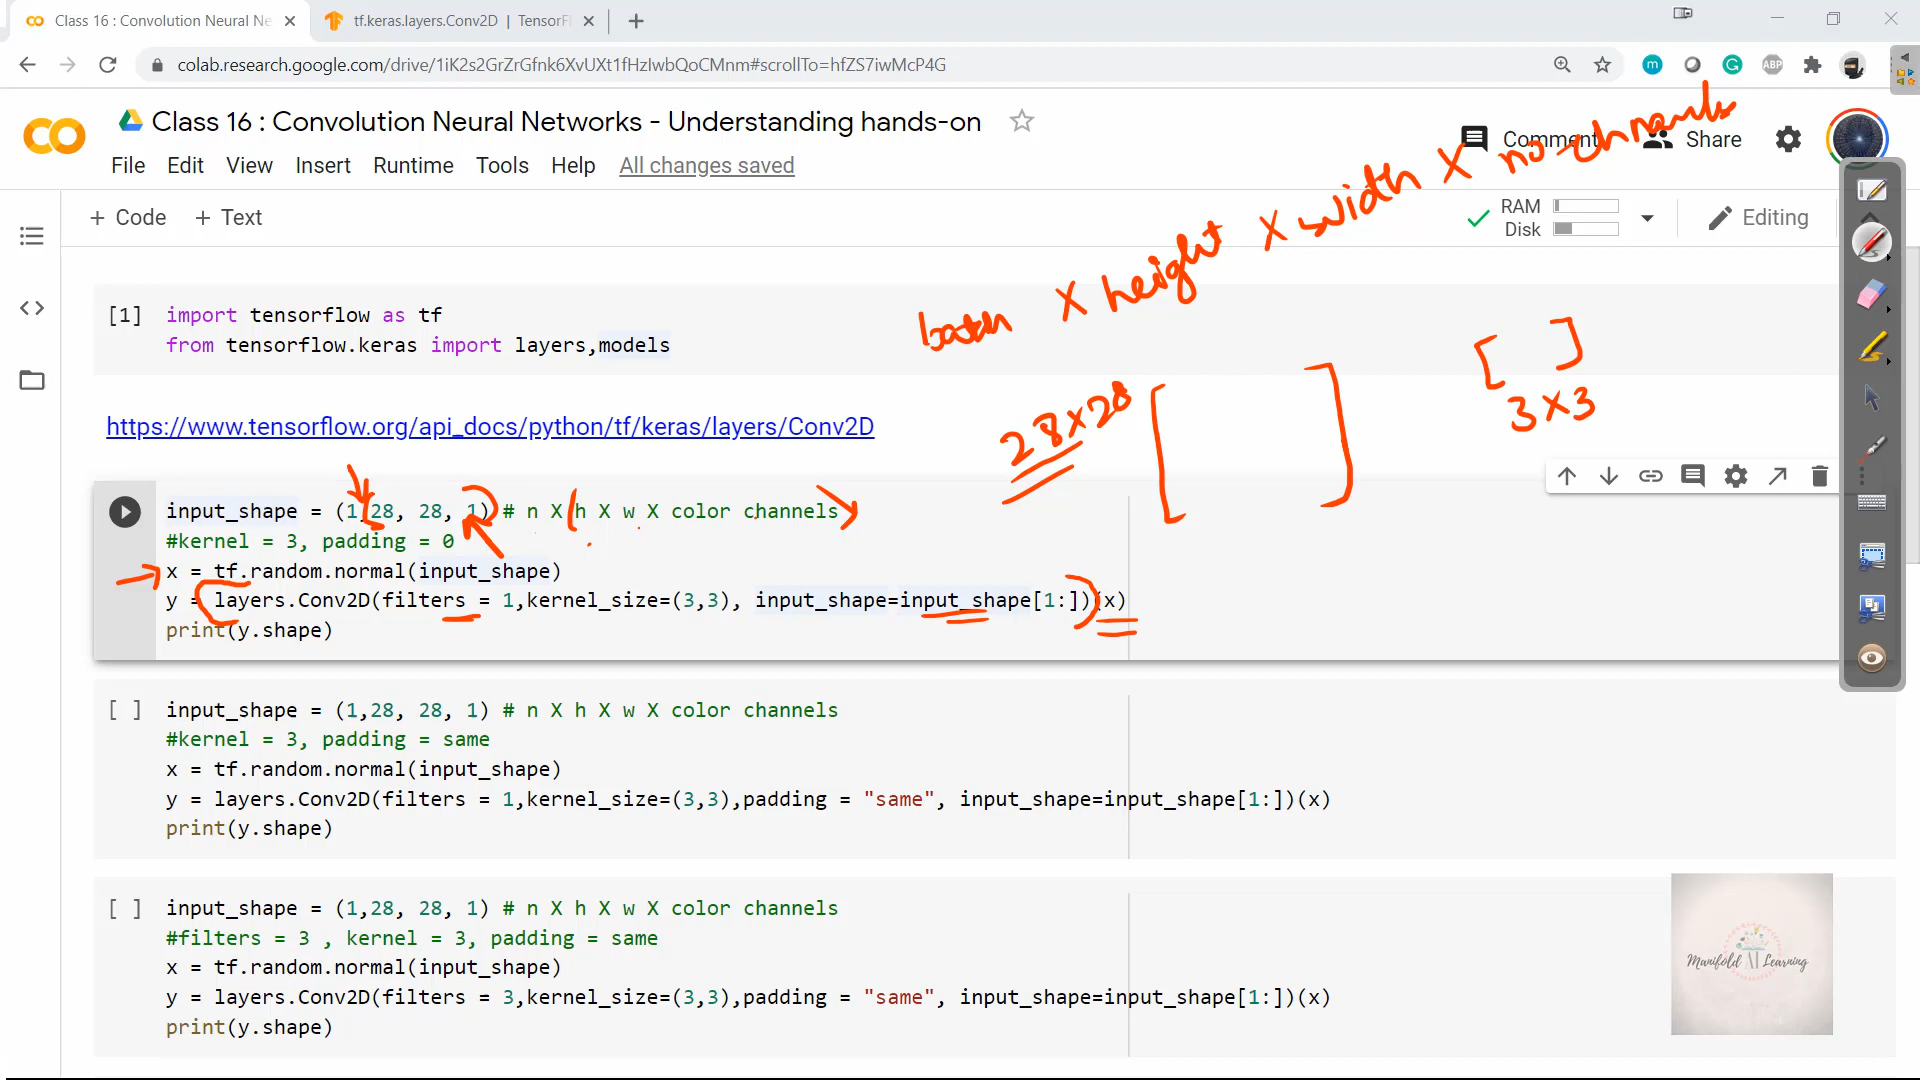 Class 16 : Convolution Neural Ne
tf.keras.layers.Conv2D | TensorF
colab.research.google.com/drive/1iK2s2GrZrGfnk6XvUXt1fHzIwbQoCMnm#scrollTo=hfZS7iwMcP4G
Class 16 : Convolution Neural Networks - Understanding hands-on
Comment
Share
File Edit View Insert Runtime Tools Help All changes saved
+ Code + Text
RAM
Disk
Editing
X height X width X no-
[1] import tensorflow as tf
from tensorflow.keras import layers,models
https://www.tensorflow.org/api_docs/python/tf/keras/layers/Conv2D
28x28
3x3
input_shape = (1,28, 28, 1) # n X h X w X color channels
#kernel = 3, padding = 0
x = tf.random.normal(input_shape)
y = layers.Conv2D(filters = 1,kernel_size=(3,3), input_shape=input_shape[1:])(x)
print(y.shape)
[ ] input_shape = (1,28, 28, 1) # n X h X w X color channels
#kernel = 3, padding = same
x = tf.random.normal(input_shape)
y = layers.Conv2D(filters = 1,kernel_size=(3,3),padding = "same", input_shape=input_shape[1:])(x)
print(y.shape)
[ ] input_shape = (1,28, 28, 1) # n X h X w X color channels
#filters = 3 , kernel = 3, padding = same
x = tf.random.normal(input_shape)
y = layers.Conv2D(filters = 3,kernel_size=(3,3),padding = "same", input_shape=input_shape[1:])(x)
print(y.shape)
Manifold AI Learning